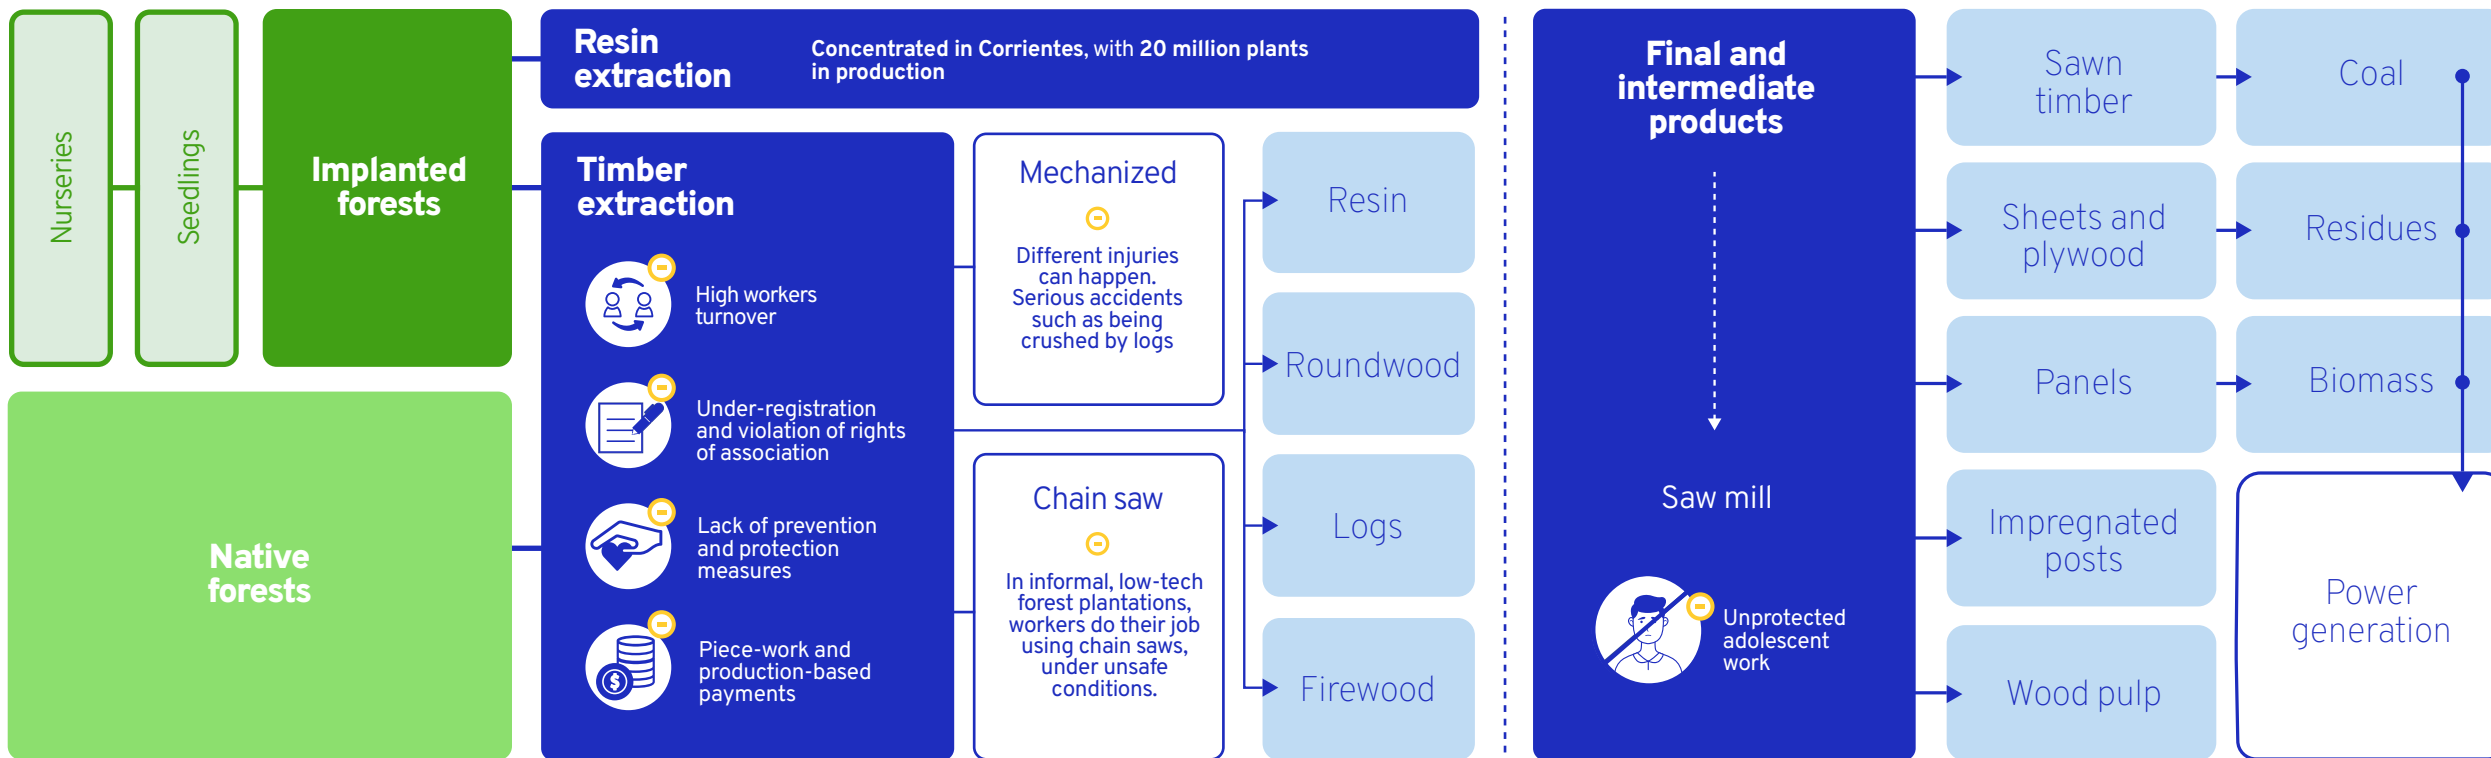 Nurseries
Seedlings
Implanted
forests
Native
forests
Resin
extraction
Concentrated in Corrientes, with 20 million plants
in production
Timber
extraction
High workers
turnover
Under-registration
and violation of rights
of association
Lack of prevention
and protection
measures
$
Piece-work and
production-based
payments
Mechanized
Different injuries
can happen.
Serious accidents
such as being
crushed by logs
Chain saw
In informal, low-tech
forest plantations,
workers do their job
using chain saws,
under unsafe
conditions.
Resin
Roundwood
Logs
Firewood
Final and
intermediate
products
Saw mill
Unprotected
adolescent
work
Sawn
timber
Sheets and
plywood
Panels
Impregnated
posts
Wood pulp
Coal
Residues
Biomass
Power
generation